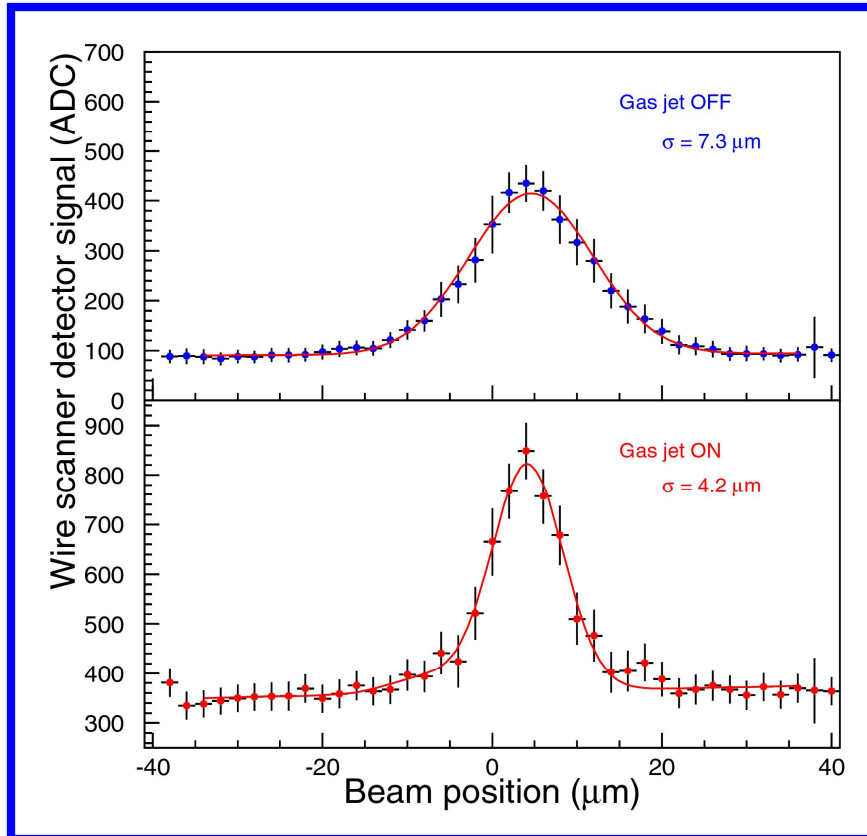 Wire scanner detector signal (ADC)
700
600
500
400
300
200
100
0
Gas jet OFF
σ = 7.3 μm
900
800
700
600
500
400
300
Gas jet ON
σ = 4.2 μm
-40 -20 0 20 40
Beam position (μm)